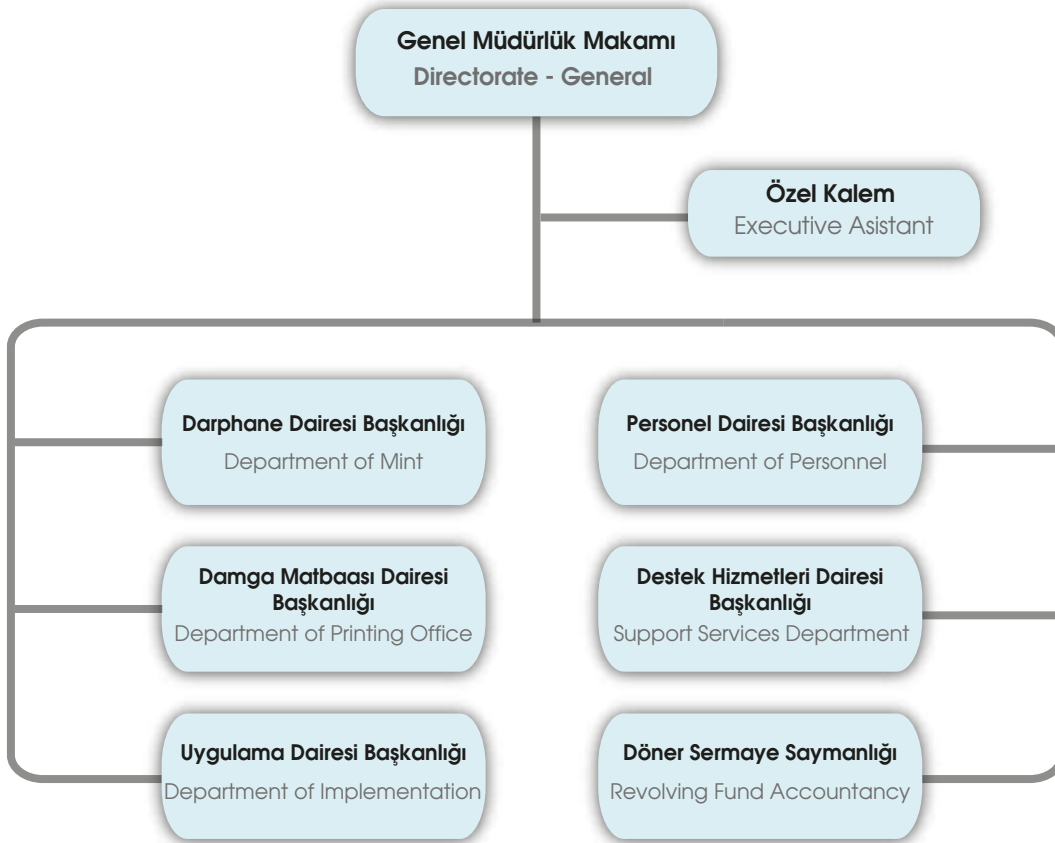 Genel Müdürlük Makamı
Directorate - General
Özel Kalem
Executive Asistant
Darphane Dairesi Başkanlığı
Department of Mint
Personel Dairesi Başkanlığı
Department of Personnel
Damga Matbaası Dairesi
Başkanlığı
Department of Printing Office
Destek Hizmetleri Dairesi
Başkanlığı
Support Services Department
Uygulama Dairesi Başkanlığı
Department of Implementation
Döner Sermaye Saymanlığı
Revolving Fund Accountancy